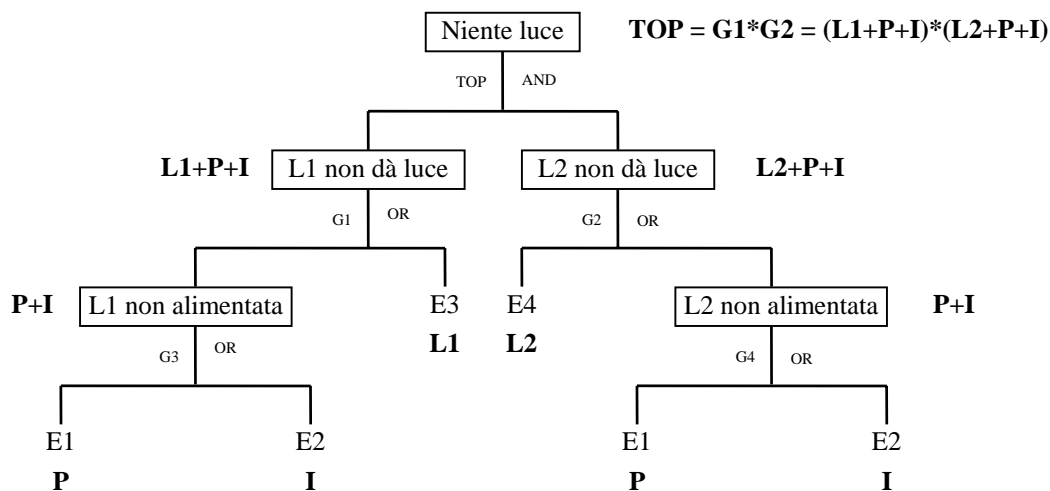 Niente luce
TOP = G1*G2 = (L1+P+I)*(L2+P+I)
TOP AND
L1+P+I
L1 non dà luce
L2 non dà luce
L2+P+I
G1 OR
G2 OR
P+I
L1 non alimentata
E3
E4
L2 non alimentata
P+I
L1
L2
G3 OR
G4 OR
E1
E2
E1
E2
P
I
P
I